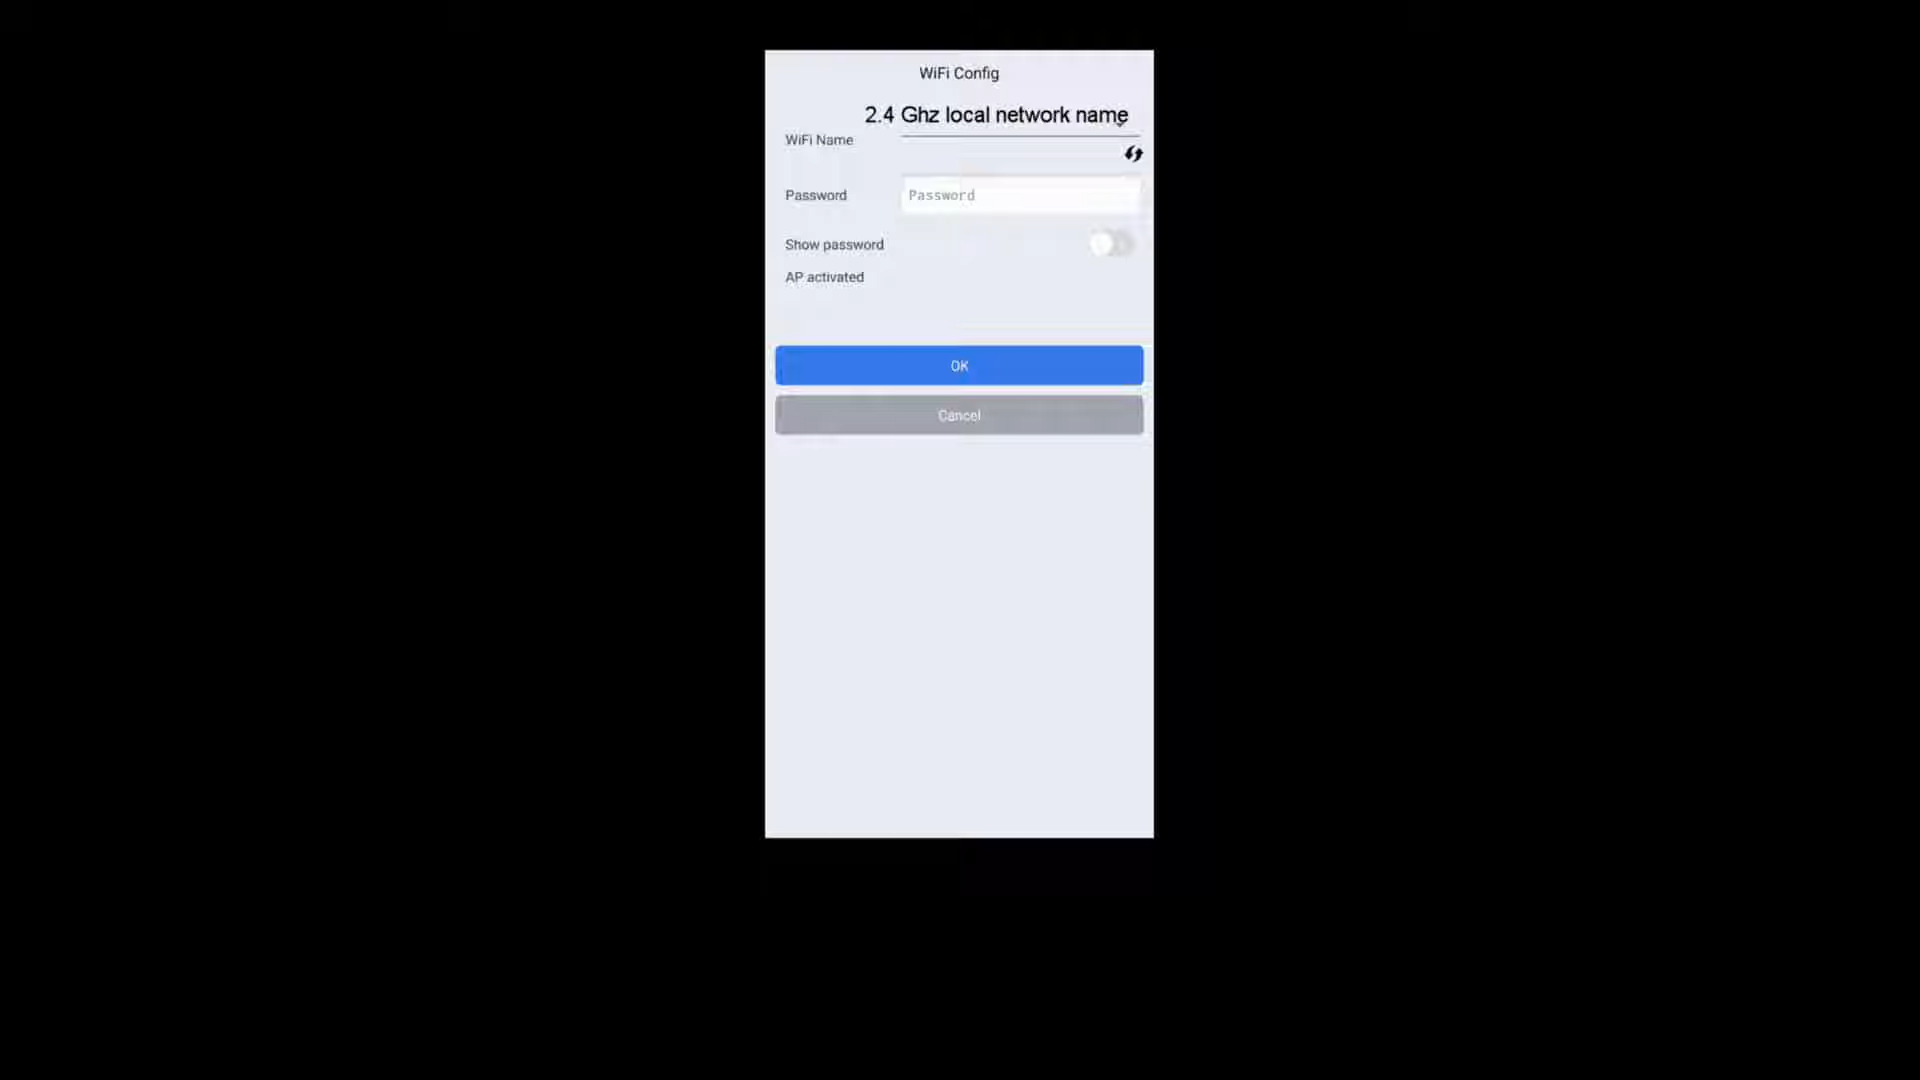 WiFi Config
2.4 Ghz local network name
WiFi Name
Password Password
Show password
AP activated
OK
Cancel